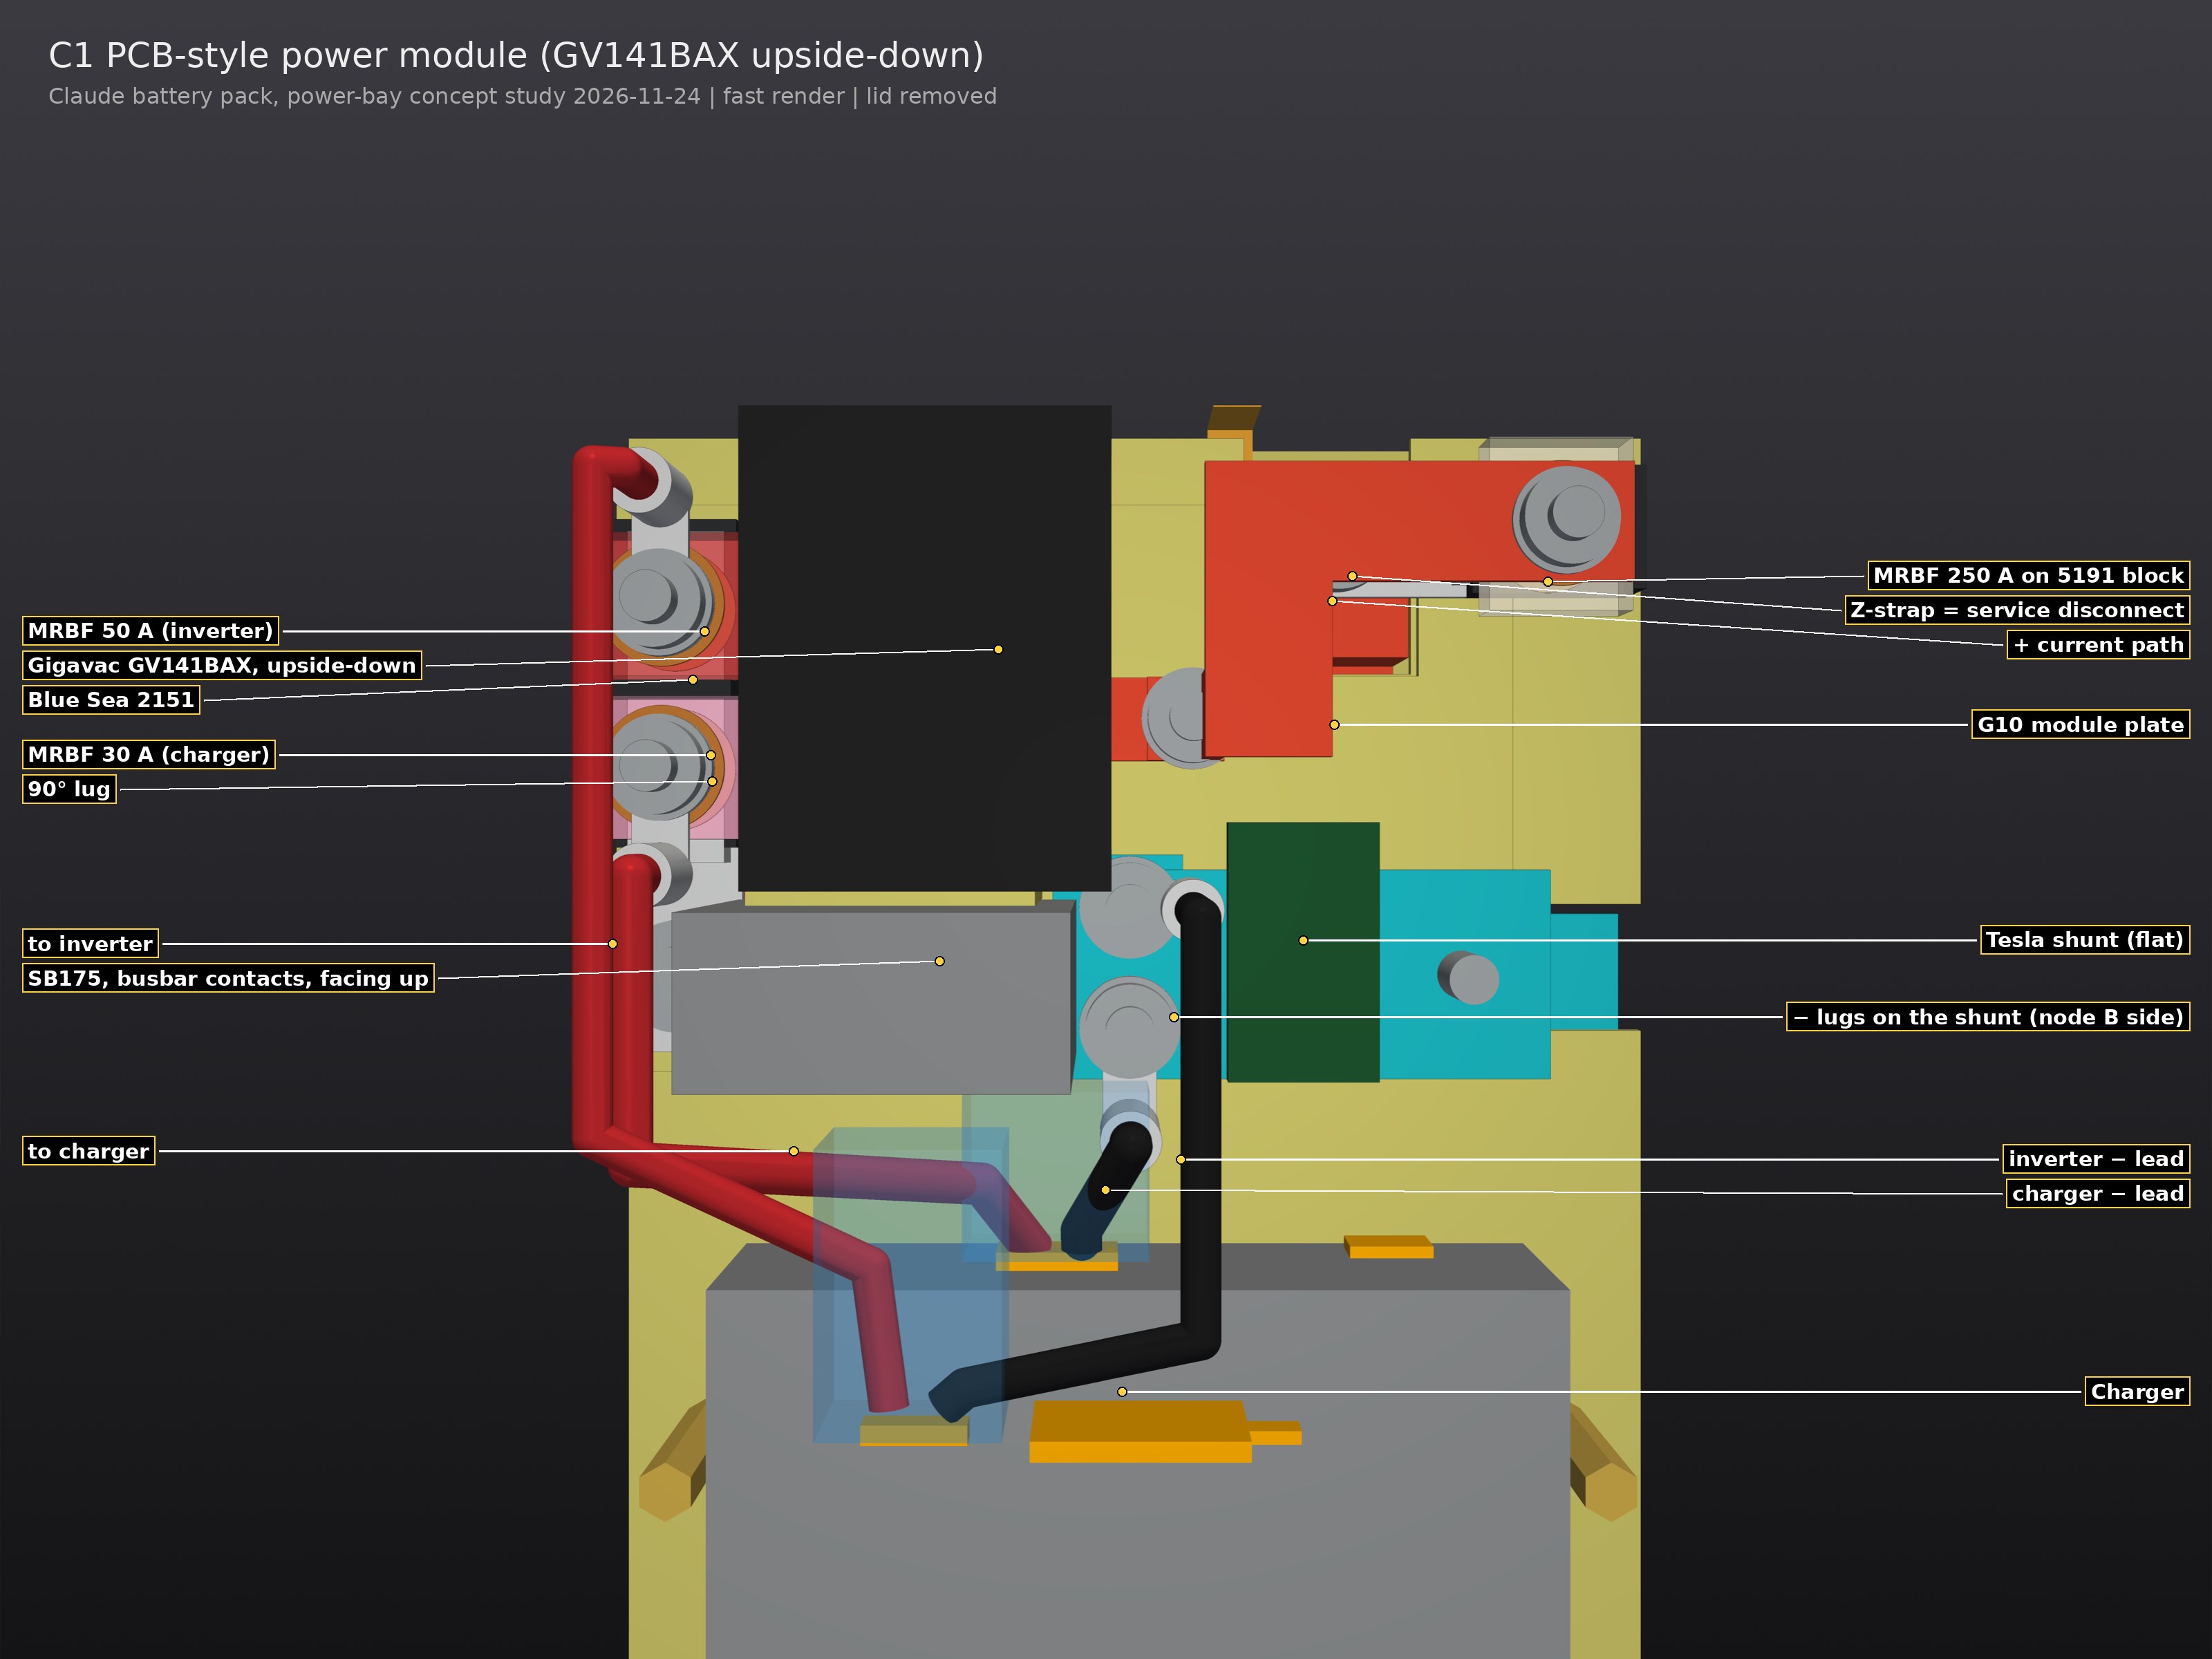 C1 PCB-style power module (GV141BAX upside-down)
Claude battery pack, power-bay concept study 2026-11-24 | fast render | lid removed
MRBF 50 A (inverter)
Gigavac GV141BAX, upside-down
Blue Sea 2151
MRBF 30 A (charger)
90° lug
to inverter
SB175, busbar contacts, facing up
to charger
MRBF 250 A on 5191 block
Z-strap = service disconnect
+ current path
G10 module plate
Tesla shunt (flat)
− lugs on the shunt (node B side)
inverter − lead
charger − lead
Charger